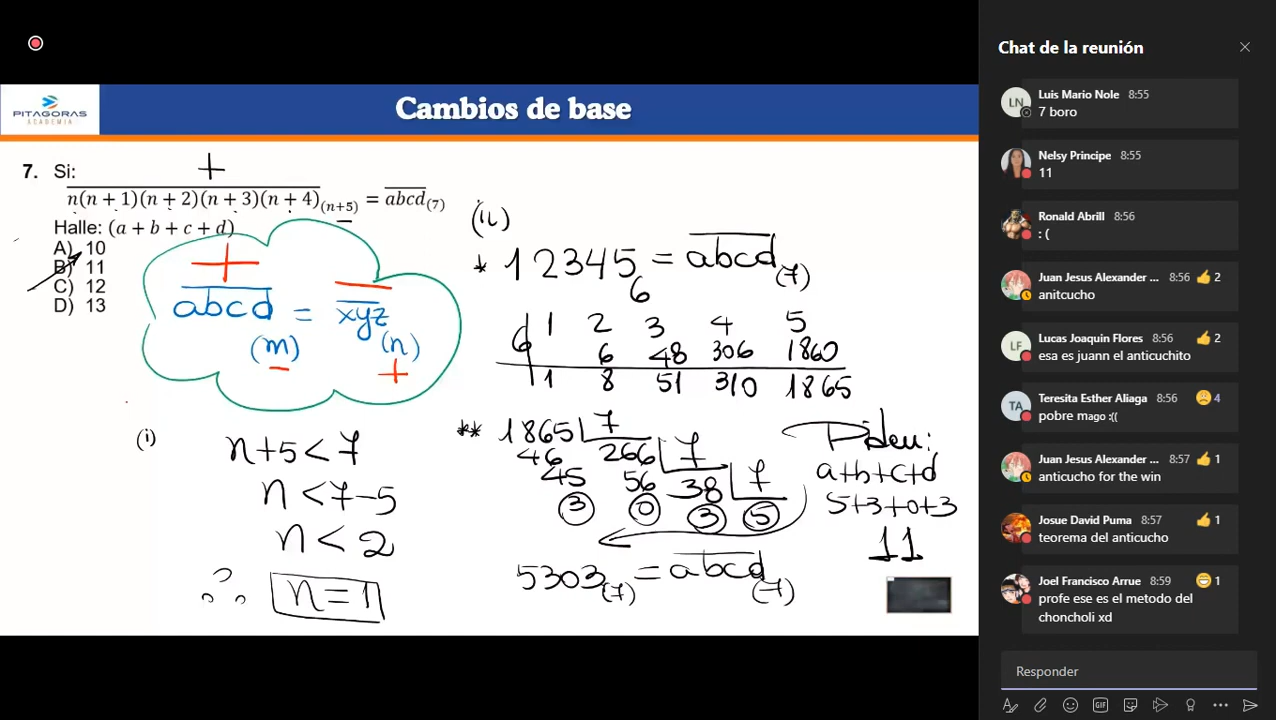 PITAGORAS
ACADEMIA
Cambios de base
7. Si:
+
n(n + 1)(n + 2)(n + 3)(n + 4)(n+5) = abcd(7)
Halle: (a + b + c + d)
A) 10
B) 11
C) 12
D) 13
+
abcd = xyz
(m) (n)
- +
(i)
n+5 < 7
n < 7-5
n < 2
∴ n = 1
(ii)
* 12345 6 = abcd (7)
1 2 3 4 5
6 6 48 306 1860
1 8 51 310 1865
** 1865 7
46 266 7
45 56 38 7
3 0 3 5
5303(7) = abcd (7)
Piden:
a+b+c+d
5+3+0+3
11
Chat de la reunión
LN Luis Mario Nole 8:55
7 boro
Nelsy Principe 8:55
11
Ronald Abrill 8:56
: (
Juan Jesus Alexander ... 8:56 2
anitcucho
LF Lucas Joaquin Flores 8:56 2
esa es juann el anticuchito
TA Teresita Esther Aliaga 8:56 4
pobre mago :((
Juan Jesus Alexander ... 8:57 1
anticucho for the win
Josue David Puma 8:57 1
teorema del anticucho
Joel Francisco Arrue 8:59 1
profe ese es el metodo del
choncholi xd
Responder
GIF